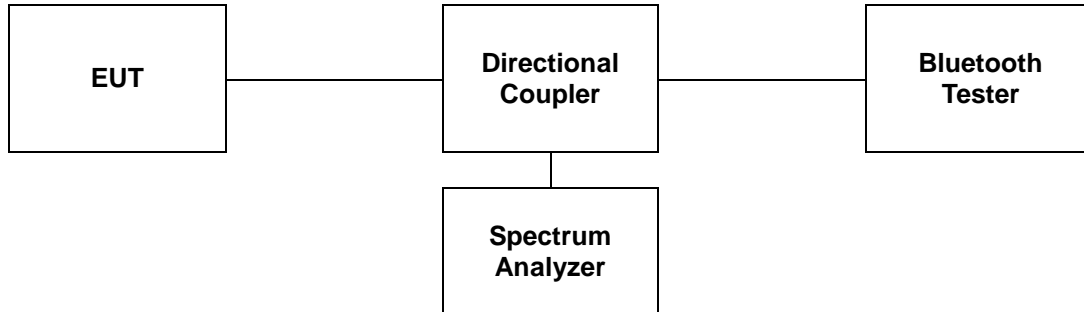 EUT
Directional
Coupler
Bluetooth
Tester
Spectrum
Analyzer